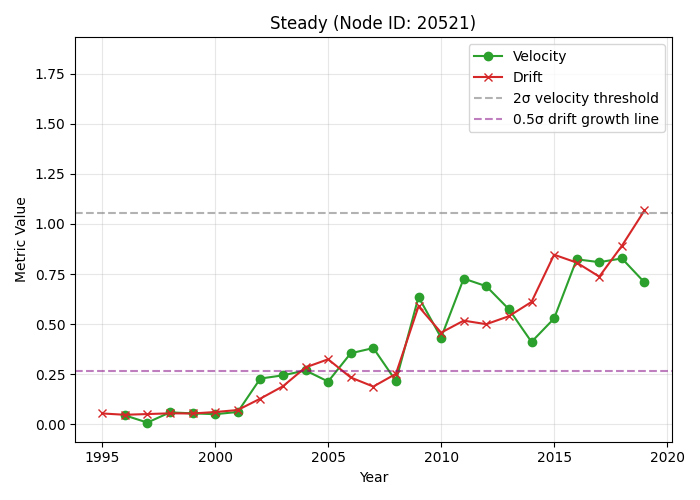 Steady (Node ID: 20521)
Velocity
Drift
2σ velocity threshold
0.5σ drift growth line
Metric Value
1.75
1.50
1.25
1.00
0.75
0.50
0.25
0.00
1995
2000
2005
2010
2015
2020
Year